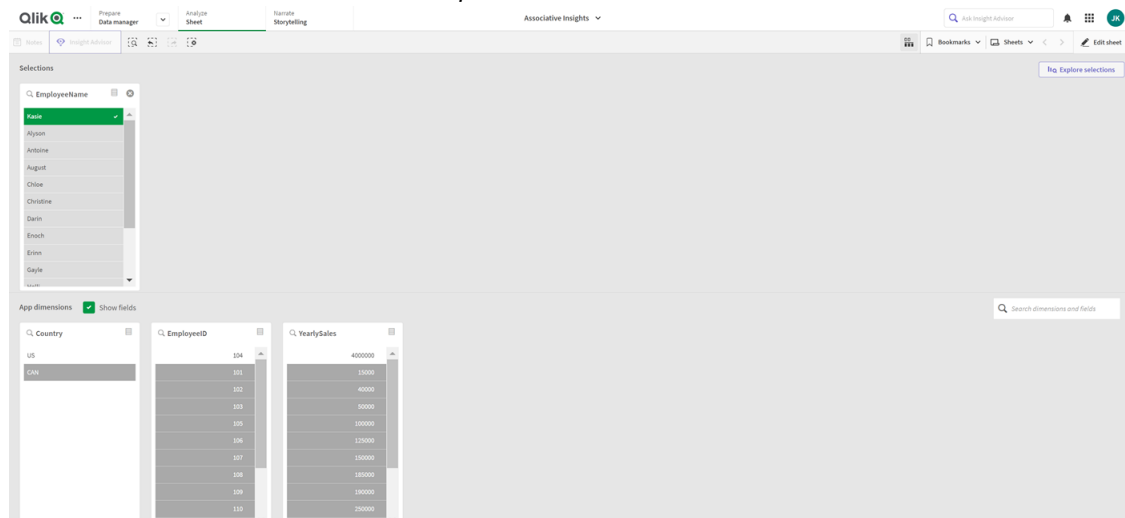 Qlik Q ... Prepare Data manager Analyze Sheet Narrate Storytelling Associative Insights Ask Insight Advisor JK
Notes Insight Advisor Bookmarks Sheets Edit sheet
Selections Explore selections
EmployeeName
Kasie
Alyson
Antoine
August
Chloe
Christine
Darin
Enoch
Erinn
Gayle
App dimensions Show fields Search dimensions and fields
Country EmployeeID YearlySales
US 104 4000000
CAN 101 15000
102 40000
103 50000
105 100000
106 125000
107 150000
108 185000
109 190000
110 250000